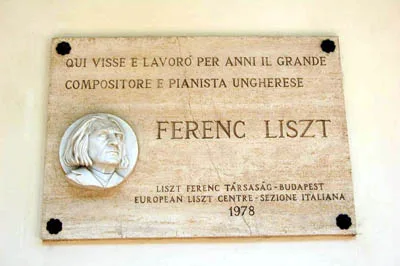 QUI VISSE E LAVORO' PER ANNI IL GRANDE
COMPOSITORE E PIANISTA UNGHERESE
FERENC LISZT
LISZT FERENC TÁRSASÁG - BUDAPEST
EUROPEAN LISZT CENTRE - SEZIONE ITALIANA
1978